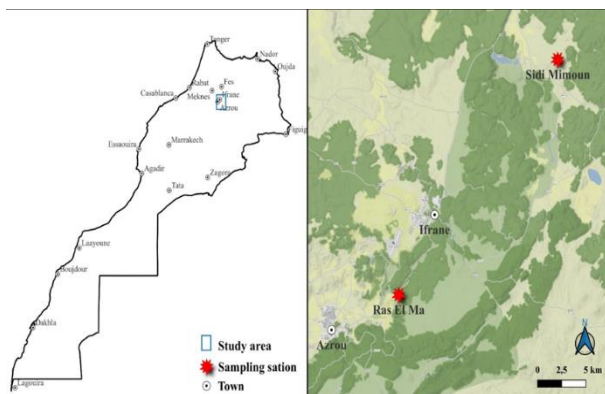 Tanger
Nador
Oujda
Rabat
Fes
Meknes
Ifrane
Azrou
Casablanca
Figuig
Marrakech
Essaouira
Agadir
Zagora
Tata
Laayoune
Boujdour
Dakhla
Lagouira
Study area
Sampling sation
Town
Sidi Mimoun
Ifrane
Ras El Ma
Azrou
N
0 2,5 5 km